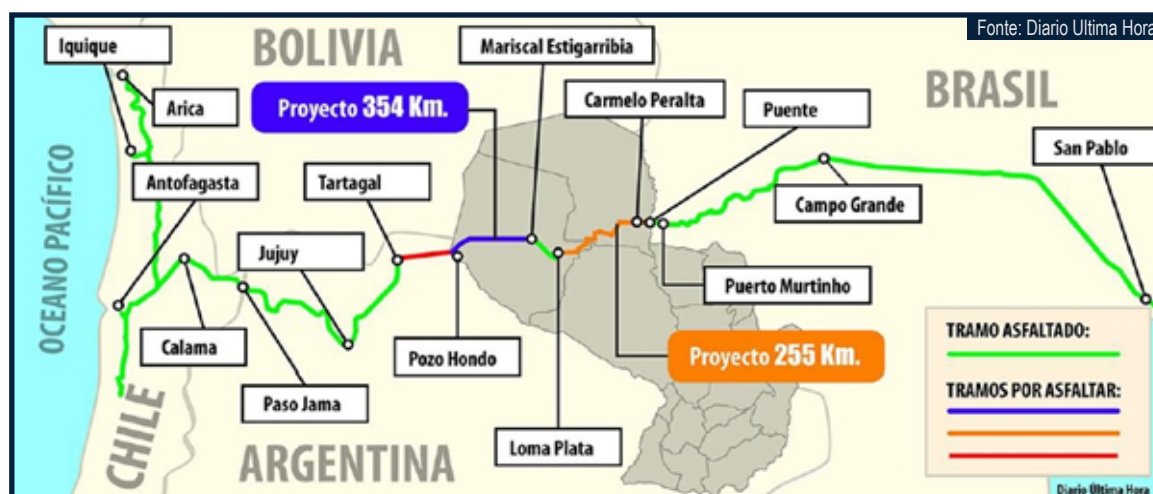 Fonte: Diario Ultima Hora
Iquique
BOLIVIA
Mariscal Estigarribia
BRASIL
Proyecto 354 Km.
Carmelo Peralta
Puente
Arica
San Pablo
OCEANO PACÍFICO
Antofagasta
Tartagal
Campo Grande
Jujuy
Puerto Murtinho
Calama
Pozo Hondo
Proyecto 255 Km.
Paso Jama
Loma Plata
CHILE
ARGENTINA
TRAMO ASFALTADO:
TRAMOS POR ASFALTAR:
Diario Última Hora